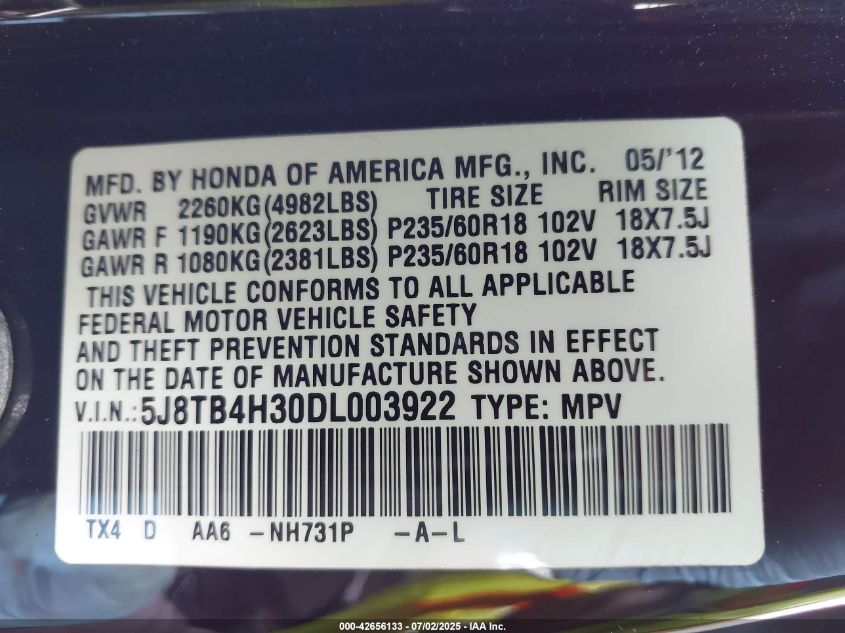 MFD. BY HONDA OF AMERICA MFG., INC. 05/'12
GVWR 2260KG(4982LBS) TIRE SIZE RIM SIZE
GAWR F 1190KG(2623LBS) P235/60R18 102V 18X7.5J
GAWR R 1080KG(2381LBS) P235/60R18 102V 18X7.5J
THIS VEHICLE CONFORMS TO ALL APPLICABLE
FEDERAL MOTOR VEHICLE SAFETY
AND THEFT PREVENTION STANDARDS IN EFFECT
ON THE DATE OF MANUFACTURE SHOWN ABOVE.
V.I.N.: 5J8TB4H30DL003922 TYPE: MPV
TX4 D AA6 -NH731P -A-L
000-42656133 - 07/02/2025 - IAA Inc.